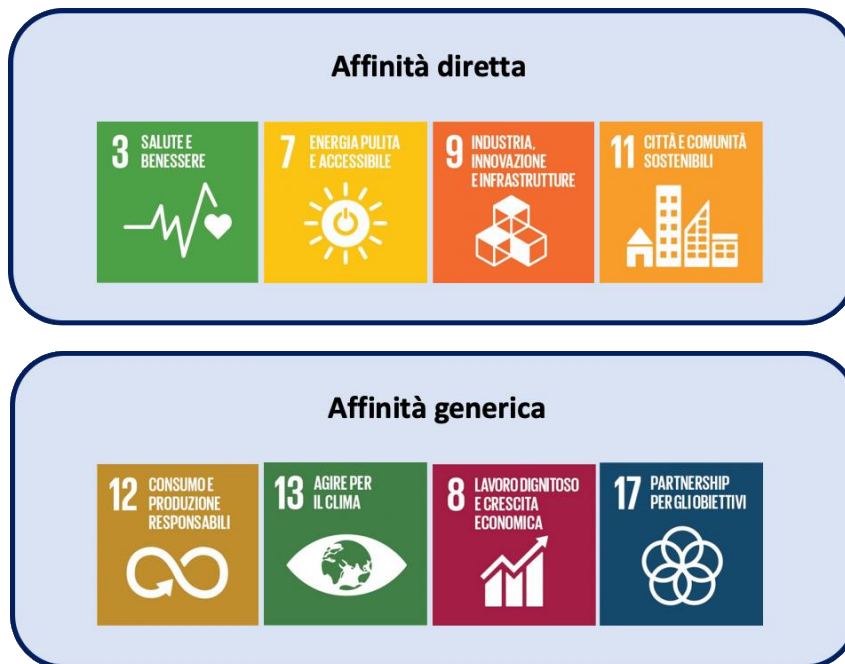 Affinità diretta
3 SALUTE E
BENESSERE
7 ENERGIA PULITA
E ACCESSIBILE
9 INDUSTRIA,
INNOVAZIONE
E INFRASTRUTTURE
11 CITTÀ E COMUNITÀ
SOSTENIBILI
Affinità generica
12 CONSUMO E
PRODUZIONE
RESPONSABILI
13 AGIRE PER
IL CLIMA
8 LAVORO DIGNITOSO
E CRESCITA
ECONOMICA
17 PARTNERSHIP
PER GLI OBIETTIVI